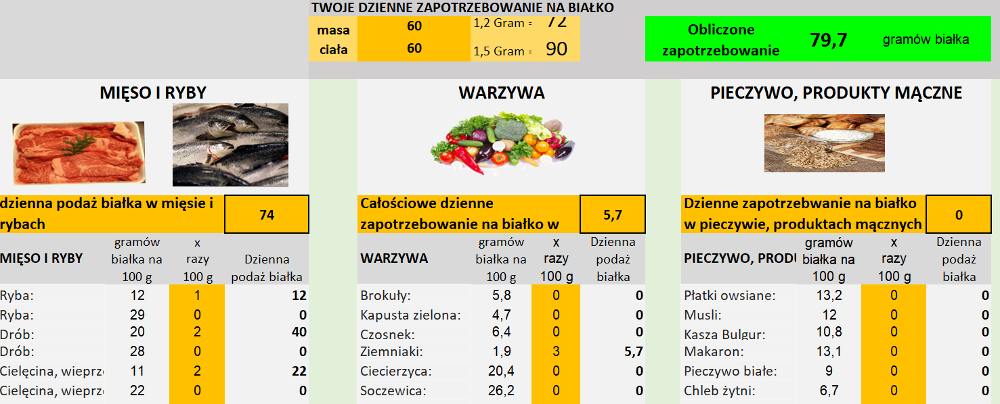 TWOJE DZIENNE ZAPOTRZEBOWANIE NA BIAŁKO
masa ciała
60 1,2 Gram = 72
60 1,5 Gram = 90
Obliczone zapotrzebowanie 79,7 gramów białka
MIĘSO I RYBY
dzienna podaż białka w mięsie i
rybach
74
MIĘSO I RYBY
gramów białka na 100 g
x razy 100 g
Dzienna podaż białka
Ryba: 12 1 12
Ryba: 29 0 0
Drób: 20 2 40
Drób: 28 0 0
Cielęcina, wieprz 11 2 22
Cielęcina, wieprz 22 0 0
WARZYWA
Całościowe dzienne
zapotrzebowanie na białko w
5,7
WARZYWA
gramów białka na 100 g
x razy 100 g
Dzienna podaż białka
Brokuły: 5,8 0 0
Kapusta zielona: 4,7 0 0
Czosnek: 6,4 0 0
Ziemniaki: 1,9 3 5,7
Ciecierzyca: 20,4 0 0
Soczewica: 26,2 0 0
PIECZYWO, PRODUKTY MĄCZNE
Dzienne zapotrzebwanie na białko
w pieczywie, produktach mącznych
0
PIECZYWO, PRODU
gramów białka na 100 g
x razy 100 g
Dzienna podaż białka
Płatki owsiane: 13,2 0 0
Musli: 12 0 0
Kasza Bulgur: 10,8 0 0
Makaron: 13,1 0 0
Pieczywo białe: 9 0 0
Chleb żytni: 6,7 0 0